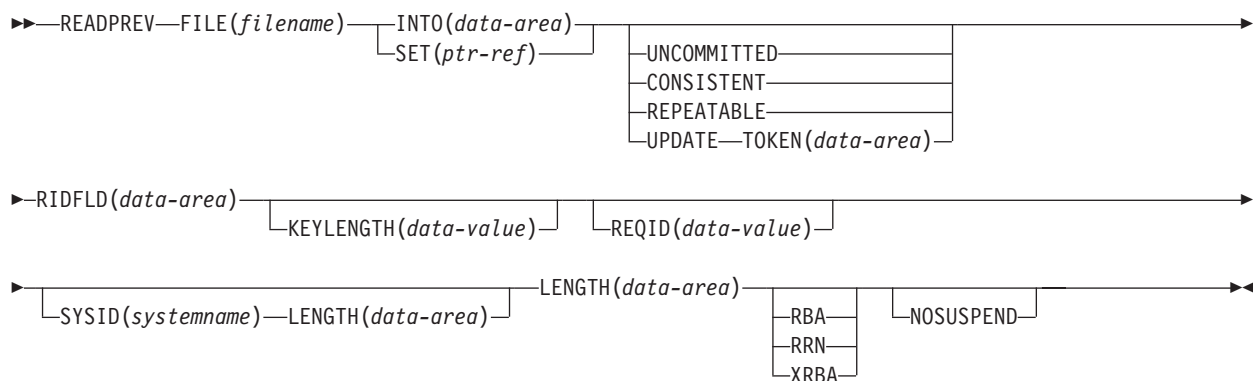 READPREV FILE(filename) INTO(data-area)
SET(ptr-ref)
UNCOMMITTED
CONSISTENT
REPEATABLE
UPDATE TOKEN(data-area)
RIDFLD(data-area)
KEYLENGTH(data-value)
REQID(data-value)
LENGTH(data-area)
SYSID(systemname) LENGTH(data-area)
RBA
RRN
XRBA
NOSUSPEND